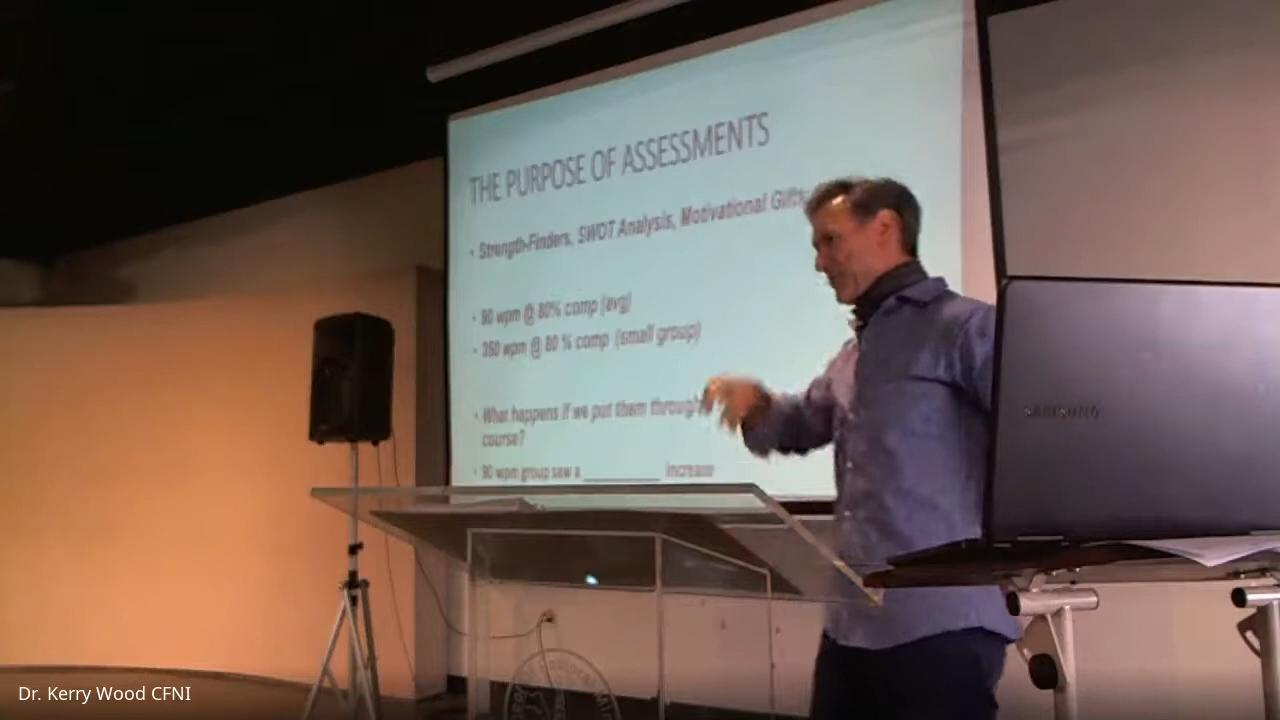 THE PURPOSE OF ASSESSMENTS
• Strength-Finders, SWOT Analysis, Motivational Gifts
• 90 wpm @ 80% comp (avg)
• 350 wpm @ 80 % comp (small group)
• What happens if we put them through
course?
• 90 wpm group saw a ________ increase
SAMSUNG
Dr. Kerry Wood CFNI